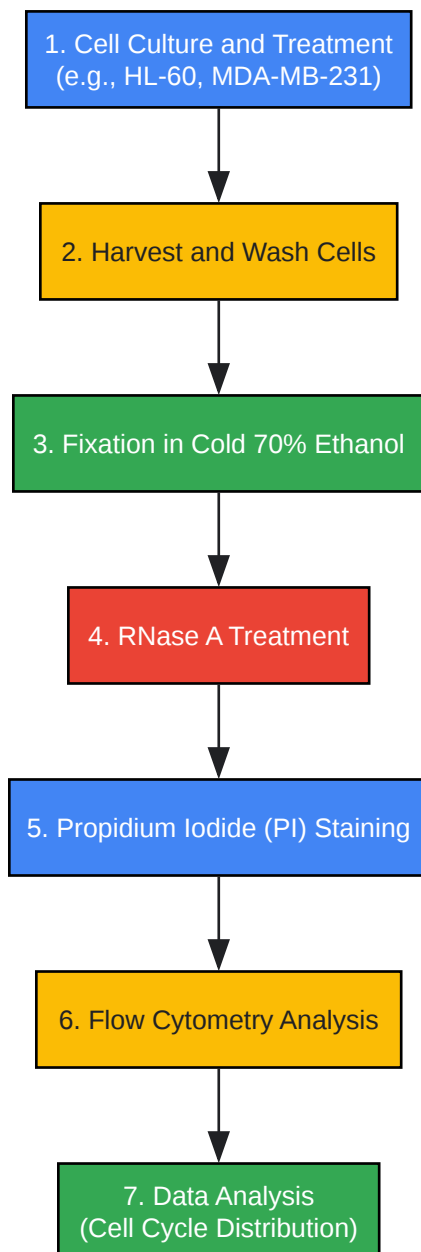 1. Cell Culture and Treatment
(e.g., HL-60, MDA-MB-231)
2. Harvest and Wash Cells
3. Fixation in Cold 70% Ethanol
4. RNase A Treatment
5. Propidium Iodide (PI) Staining
6. Flow Cytometry Analysis
7. Data Analysis
(Cell Cycle Distribution)